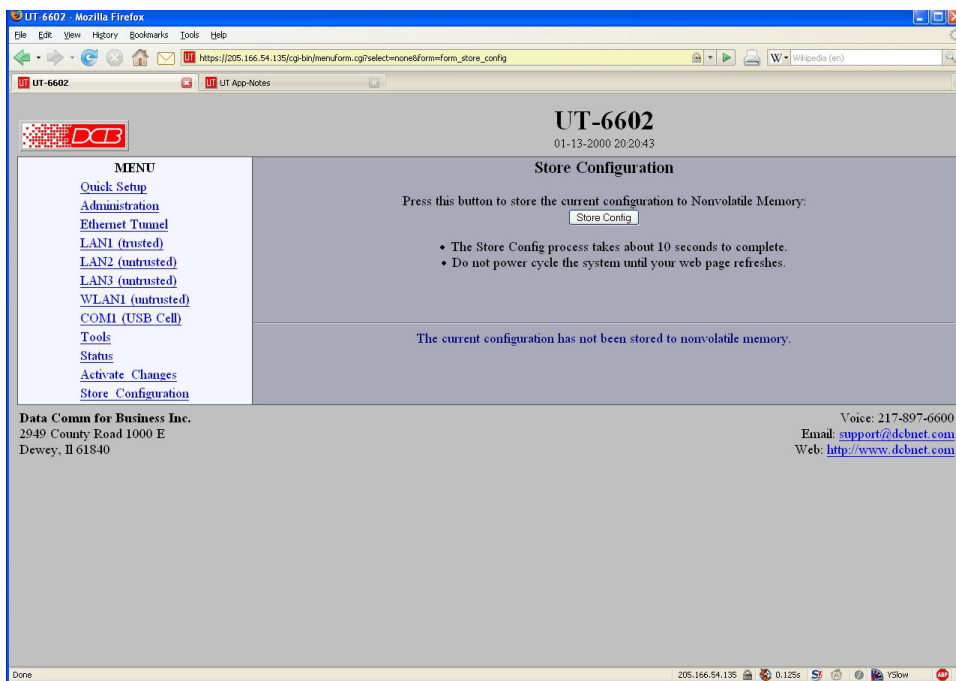 UT-6602 - Mozilla Firefox
File Edit View History Bookmarks Tools Help
https://205.166.54.135/cgi-bin/menuform.cgi?select=none&form=form_store_config
W Wikipedia (en)
UT UT-6602
UT UT App-Notes
DCB
UT-6602
01-13-2000 20:20:43
MENU
Quick Setup
Administration
Ethernet Tunnel
LAN1 (trusted)
LAN2 (untrusted)
LAN3 (untrusted)
WLAN1 (untrusted)
COM1 (USB Cell)
Tools
Status
Activate Changes
Store Configuration
Store Configuration
Press this button to store the current configuration to Nonvolatile Memory:
Store Config
• The Store Config process takes about 10 seconds to complete.
• Do not power cycle the system until your web page refreshes.
The current configuration has not been stored to nonvolatile memory.
Data Comm for Business Inc.
2949 County Road 1000 E
Dewey, Il 61840
Voice: 217-897-6600
Email: support@dcbnet.com
Web: http://www.dcbnet.com
Done
205.166.54.135 0.125s YSlow ABP